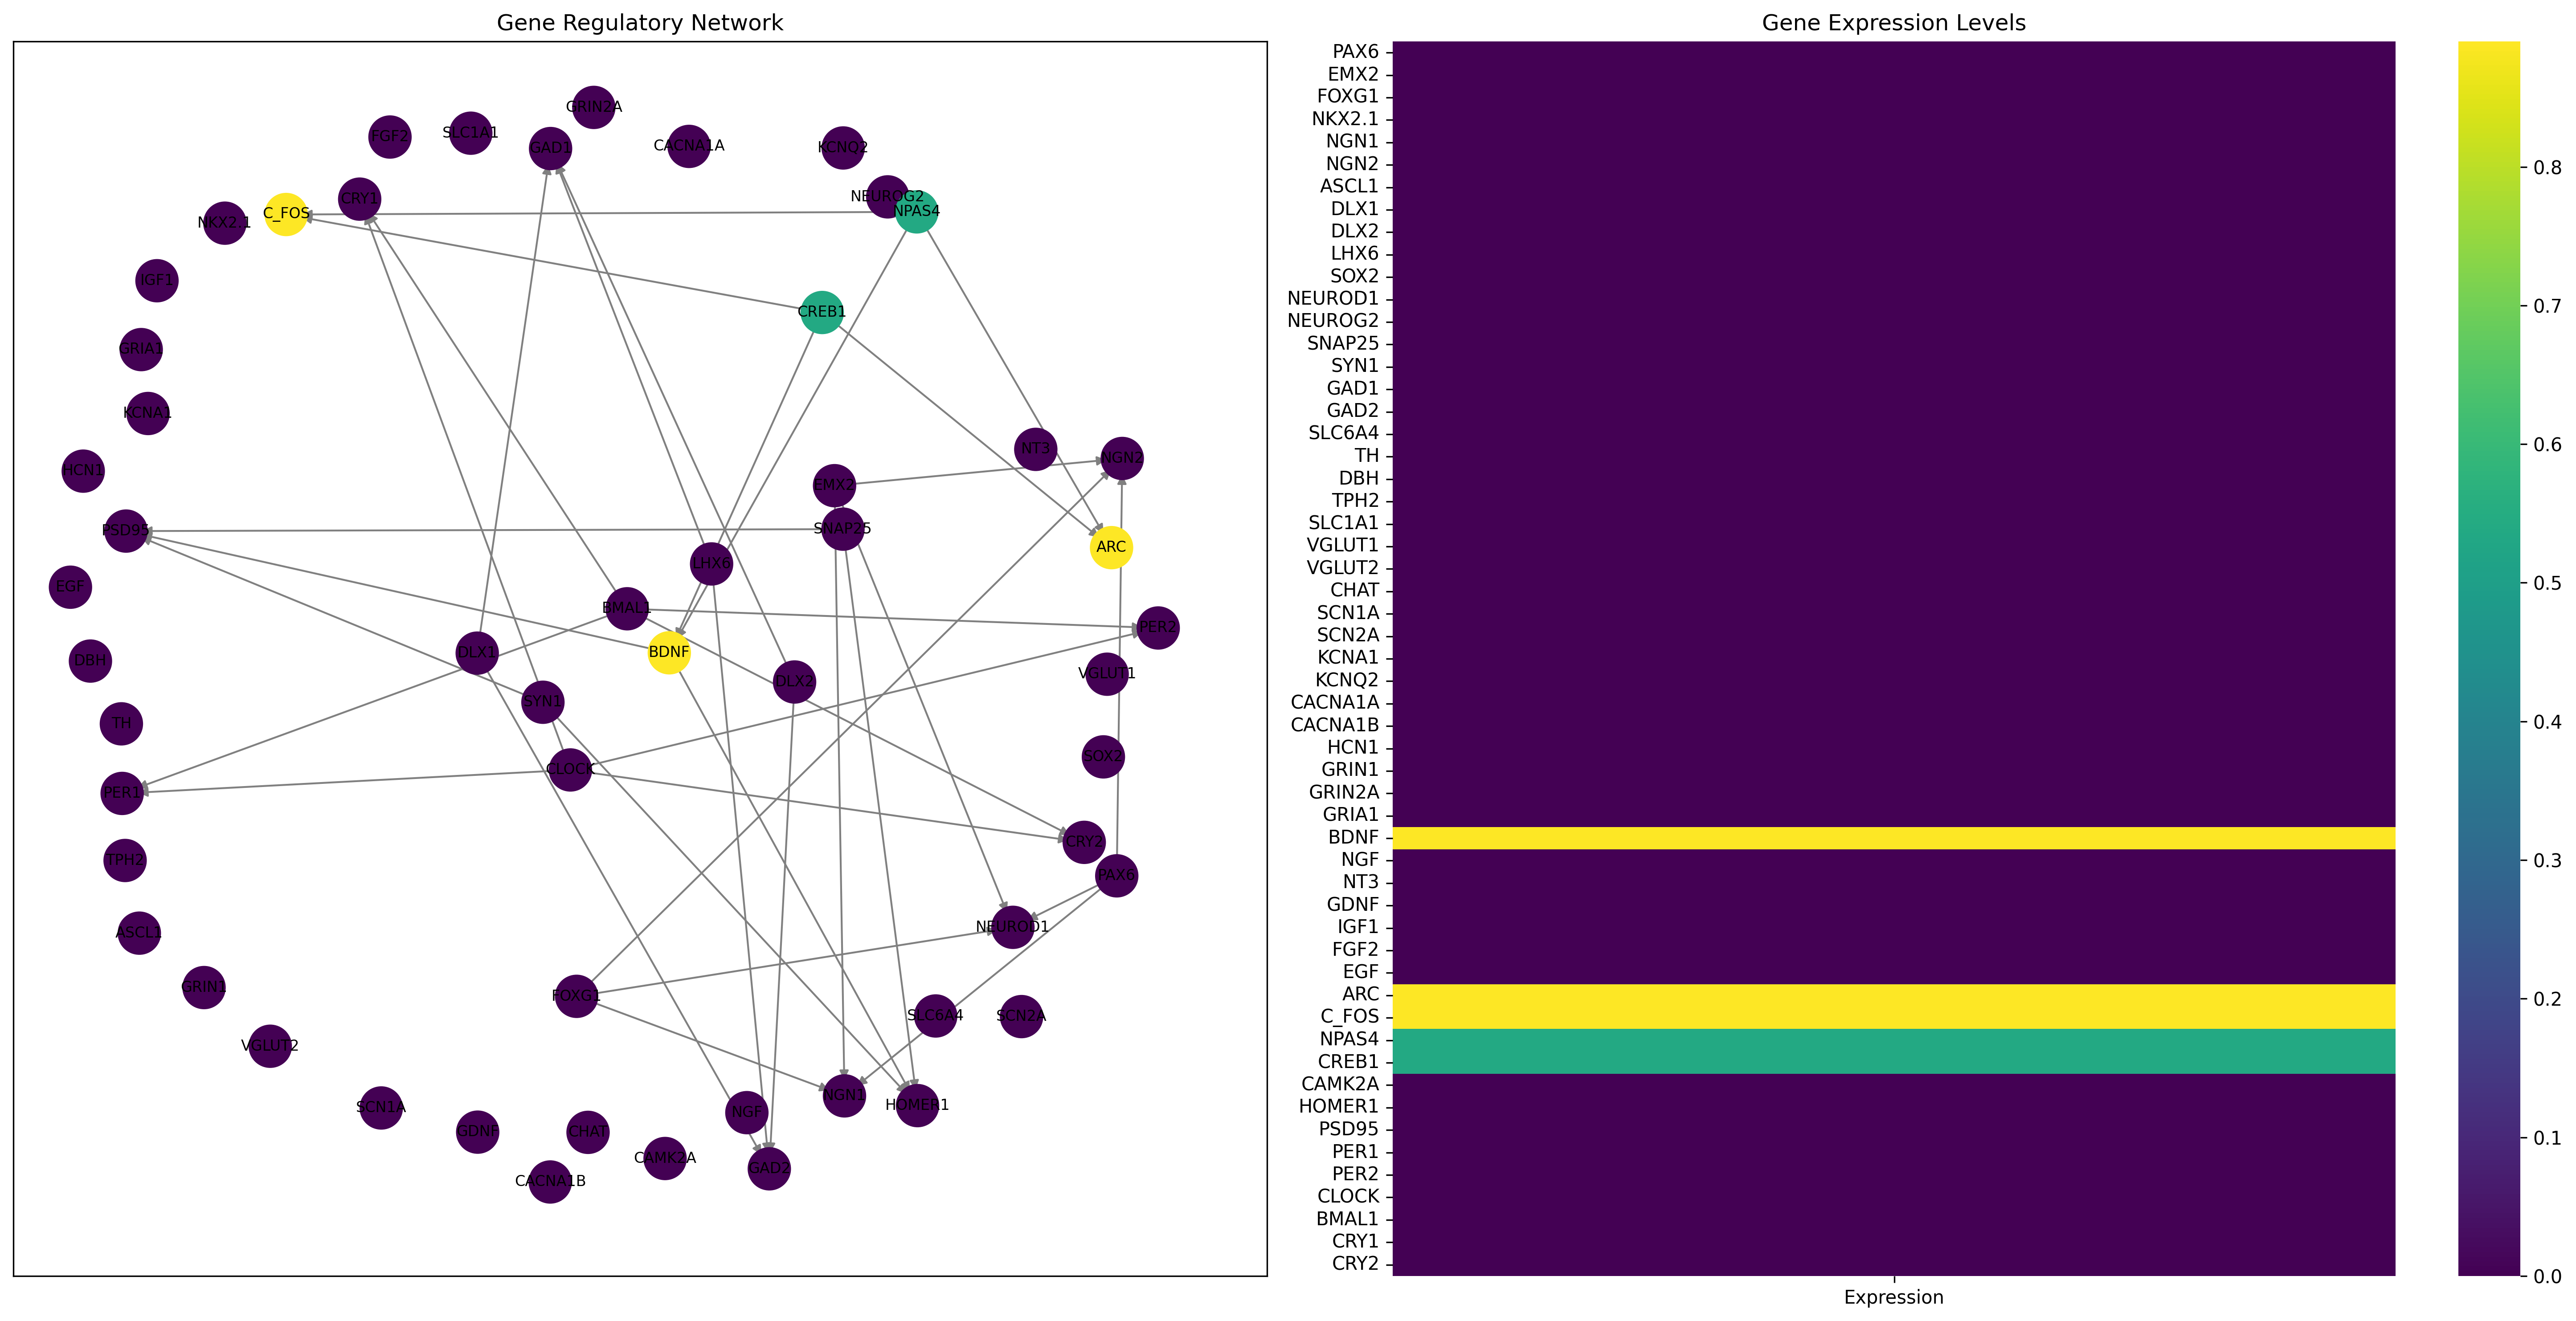 Gene Regulatory Network
GRIN2A
FGF2
SLC1A1
GAD1
CACNA1A
KCNQ2
CRY1
NEUROG2
C_FOS
NPAS4
NKX2.1
IGF1
CREB1
GRIA1
KCNA1
NT3
NGN2
HCN1
EMX2
PSD95
SNAP25
ARC
LHX6
EGF
BMAL1
PER2
DBH
DLX1
BDNF
VGLUT1
DLX2
SYN1
TH
SOX2
CLOCK
PER1
CRY2
TPH2
PAX6
ASCL1
NEUROD1
GRIN1
FOXG1
SLC6A4
SCN2A
VGLUT2
NGN1
HOMER1
SCN1A
NGF
GDNF
CHAT
CAMK2A
GAD2
CACNA1B
Gene Expression Levels
PAX6
EMX2
FOXG1
NKX2.1
NGN1
NGN2
ASCL1
DLX1
DLX2
LHX6
SOX2
NEUROD1
NEUROG2
SNAP25
SYN1
GAD1
GAD2
SLC6A4
TH
DBH
TPH2
SLC1A1
VGLUT1
VGLUT2
CHAT
SCN1A
SCN2A
KCNA1
KCNQ2
CACNA1A
CACNA1B
HCN1
GRIN1
GRIN2A
GRIA1
BDNF
NGF
NT3
GDNF
IGF1
FGF2
EGF
ARC
C_FOS
NPAS4
CREB1
CAMK2A
HOMER1
PSD95
PER1
PER2
CLOCK
BMAL1
CRY1
CRY2
Expression
0.8
0.7
0.6
0.5
0.4
0.3
0.2
0.1
0.0